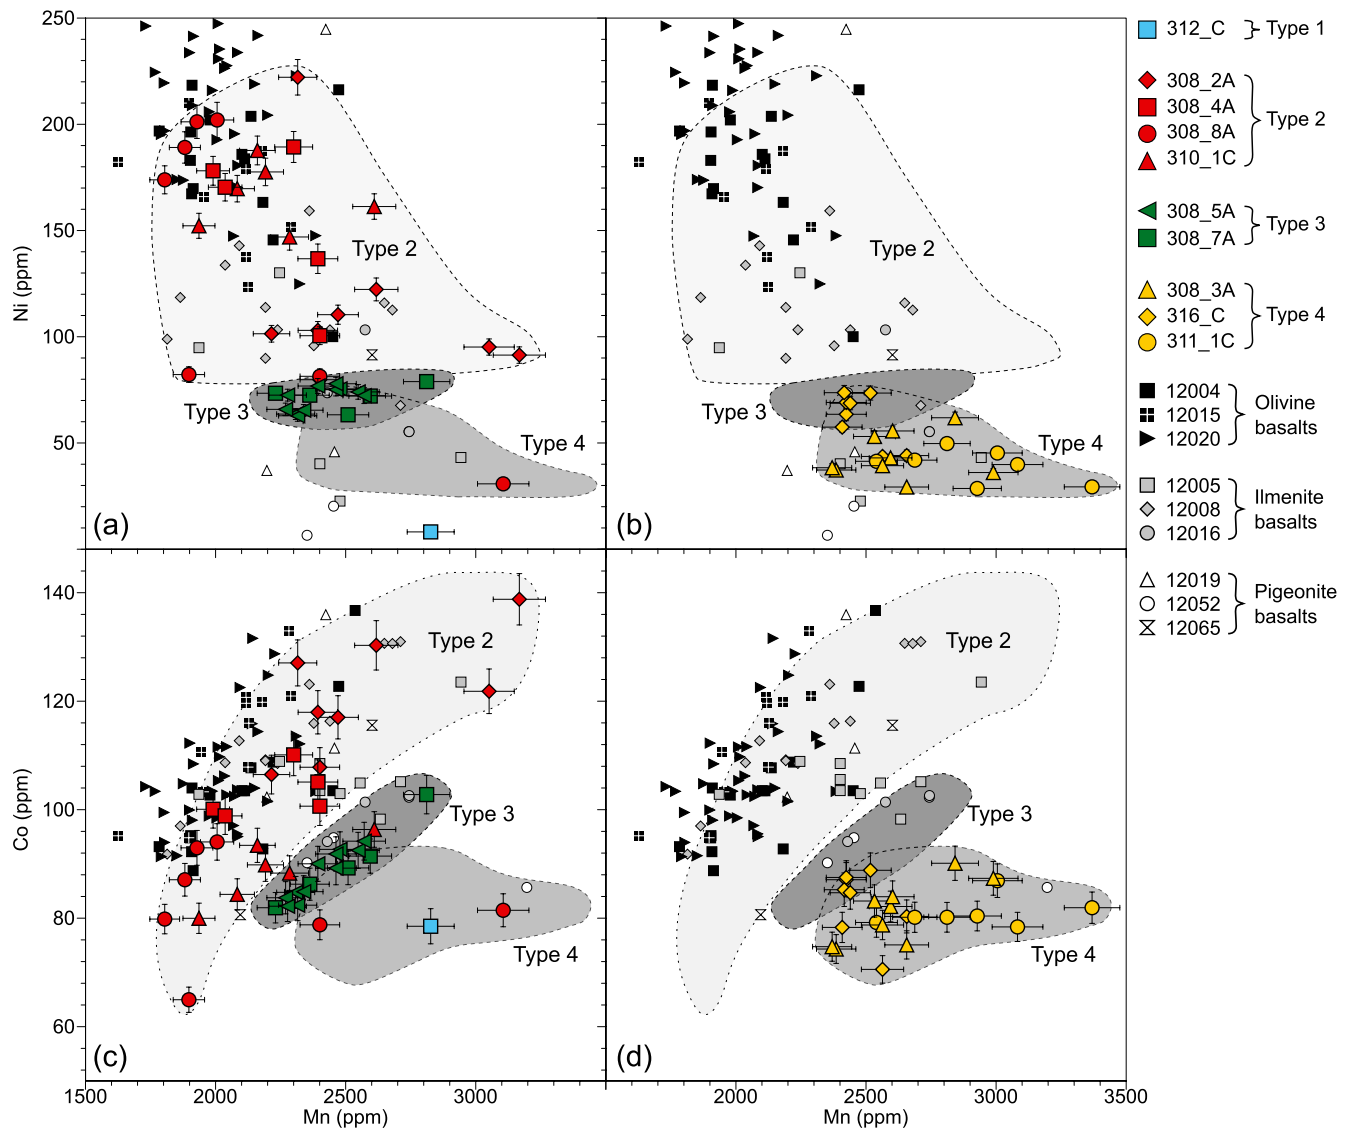 250
200
150
100
50
Ni (ppm)
Type 2
Type 3
Type 4
(a)
Type 2
Type 3
Type 4
(b)
140
120
100
80
60
Co (ppm)
Type 2
Type 3
Type 4
(c)
Type 2
Type 3
Type 4
(d)
1500 2000 2500 3000
Mn (ppm)
2000 2500 3000 3500
Mn (ppm)
312_C Type 1
308_2A
308_4A
308_8A
310_1C
Type 2
308_5A
308_7A
Type 3
308_3A
316_C
311_1C
Type 4
12004
12015
12020
Olivine
basalts
12005
12008
12016
Ilmenite
basalts
12019
12052
12065
Pigeonite
basalts